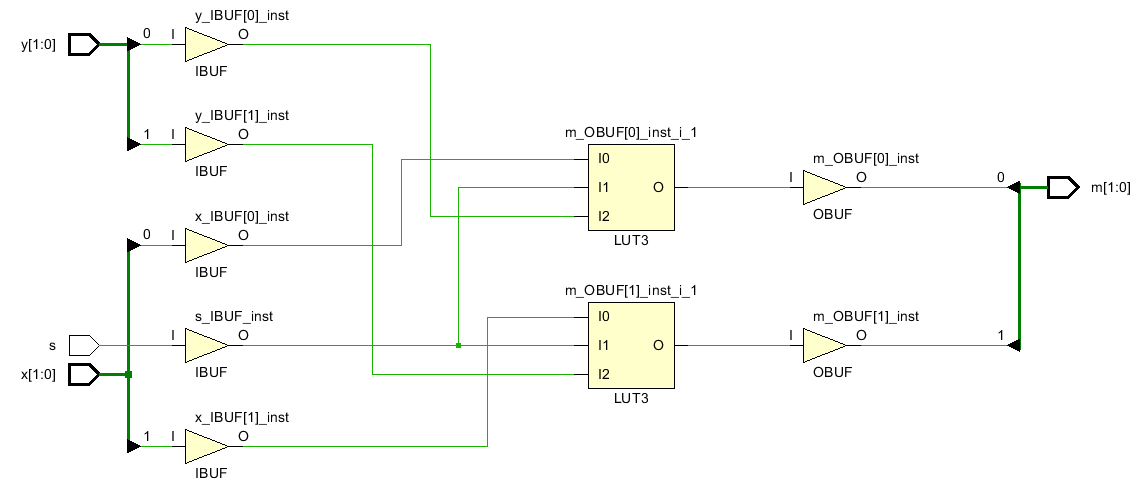 y_IBUF[0]_inst
y[1:0]
0
I
O
IBUF
y_IBUF[1]_inst
1
I
O
IBUF
x_IBUF[0]_inst
0
I
O
IBUF
s_IBUF_inst
s
I
O
IBUF
x[1:0]
x_IBUF[1]_inst
1
I
O
IBUF
m_OBUF[0]_inst_i_1
I0
I1
O
I2
LUT3
m_OBUF[1]_inst_i_1
I0
I1
O
I2
LUT3
m_OBUF[0]_inst
I
O
OBUF
0
m[1:0]
m_OBUF[1]_inst
I
O
OBUF
1